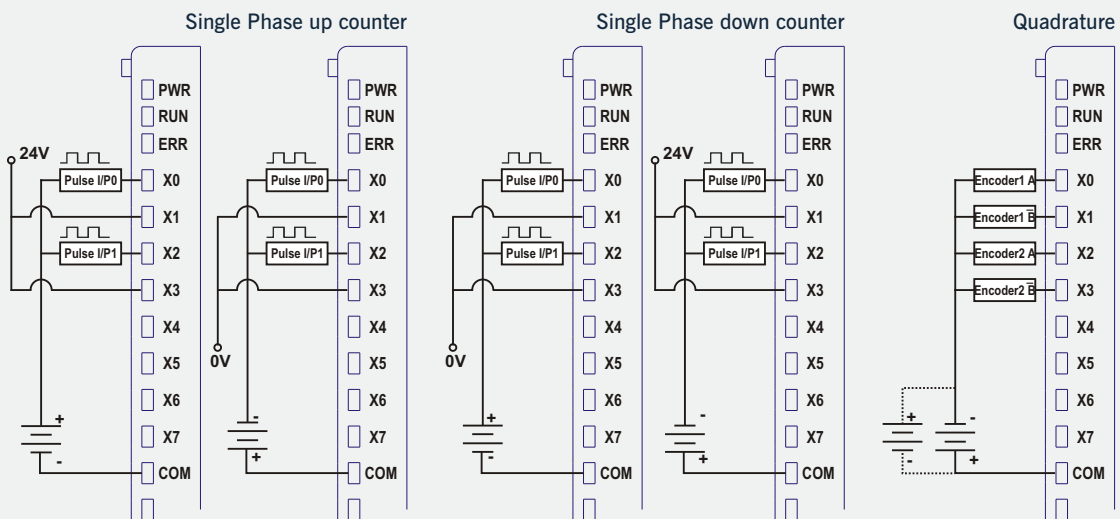 Single Phase up counter
Single Phase down counter
Quadrature
PWR
RUN
ERR
24V
Pulse I/P0
X0
X1
Pulse I/P1
X2
X3
X4
X5
X6
+
X7
-
COM
PWR
RUN
ERR
Pulse I/P0
X0
X1
Pulse I/P1
X2
X3
X4
0V
X5
X6
-
X7
+
COM
PWR
RUN
ERR
Pulse I/P0
X0
X1
Pulse I/P1
X2
X3
X4
0V
X5
X6
+
X7
-
COM
PWR
RUN
ERR
24V
Pulse I/P0
X0
X1
Pulse I/P1
X2
X3
X4
X5
X6
-
X7
+
COM
PWR
RUN
ERR
Encoder1 A
X0
Encoder1 B̅
X1
Encoder2 A
X2
Encoder2 B̅
X3
X4
X5
X6
+ -
X7
- +
COM